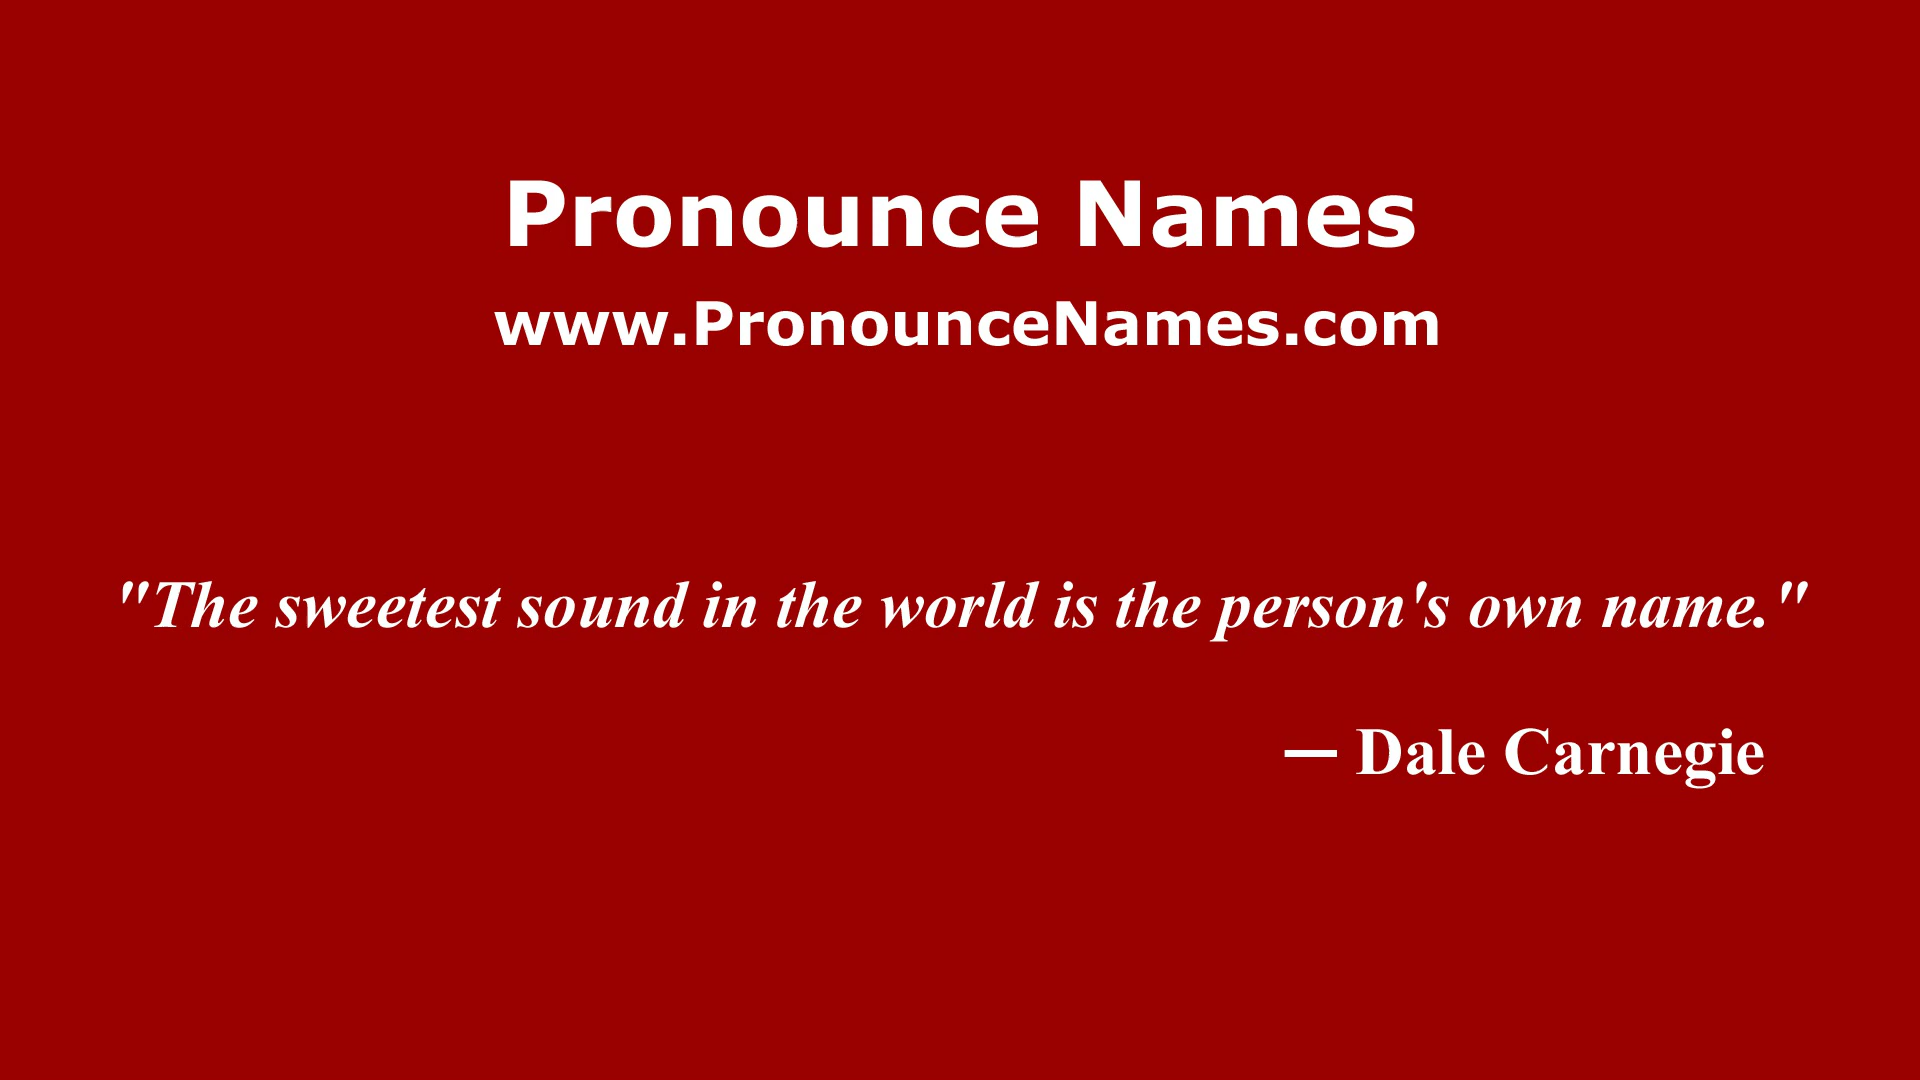 Pronounce Names
www.PronounceNames.com
"The sweetest sound in the world is the person's own name."
— Dale Carnegie